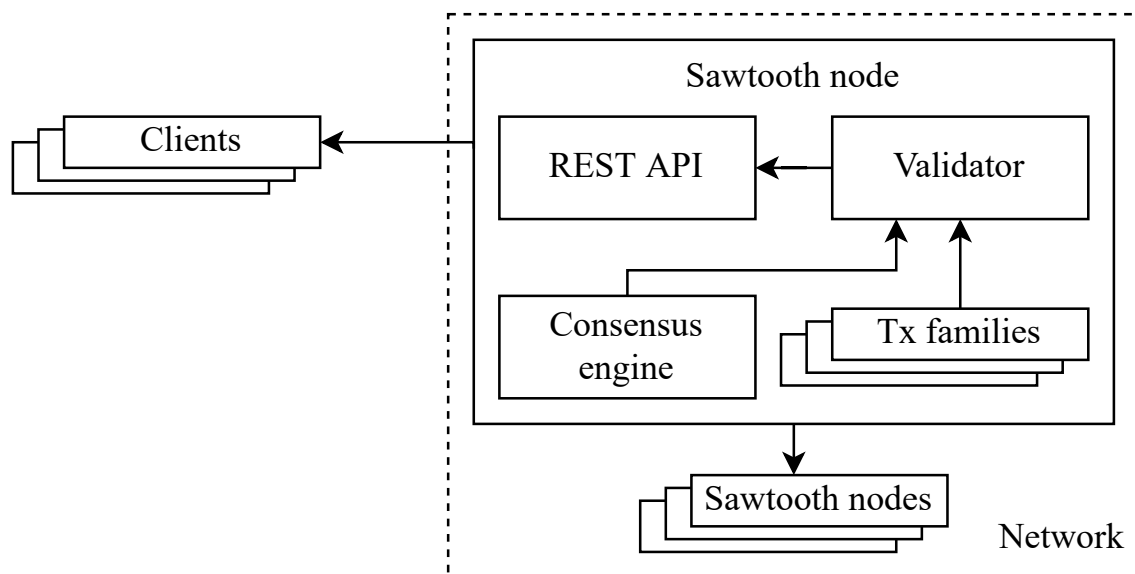 Sawtooth node
Clients
REST API
Validator
Consensus
engine
Tx families
Sawtooth nodes
Network